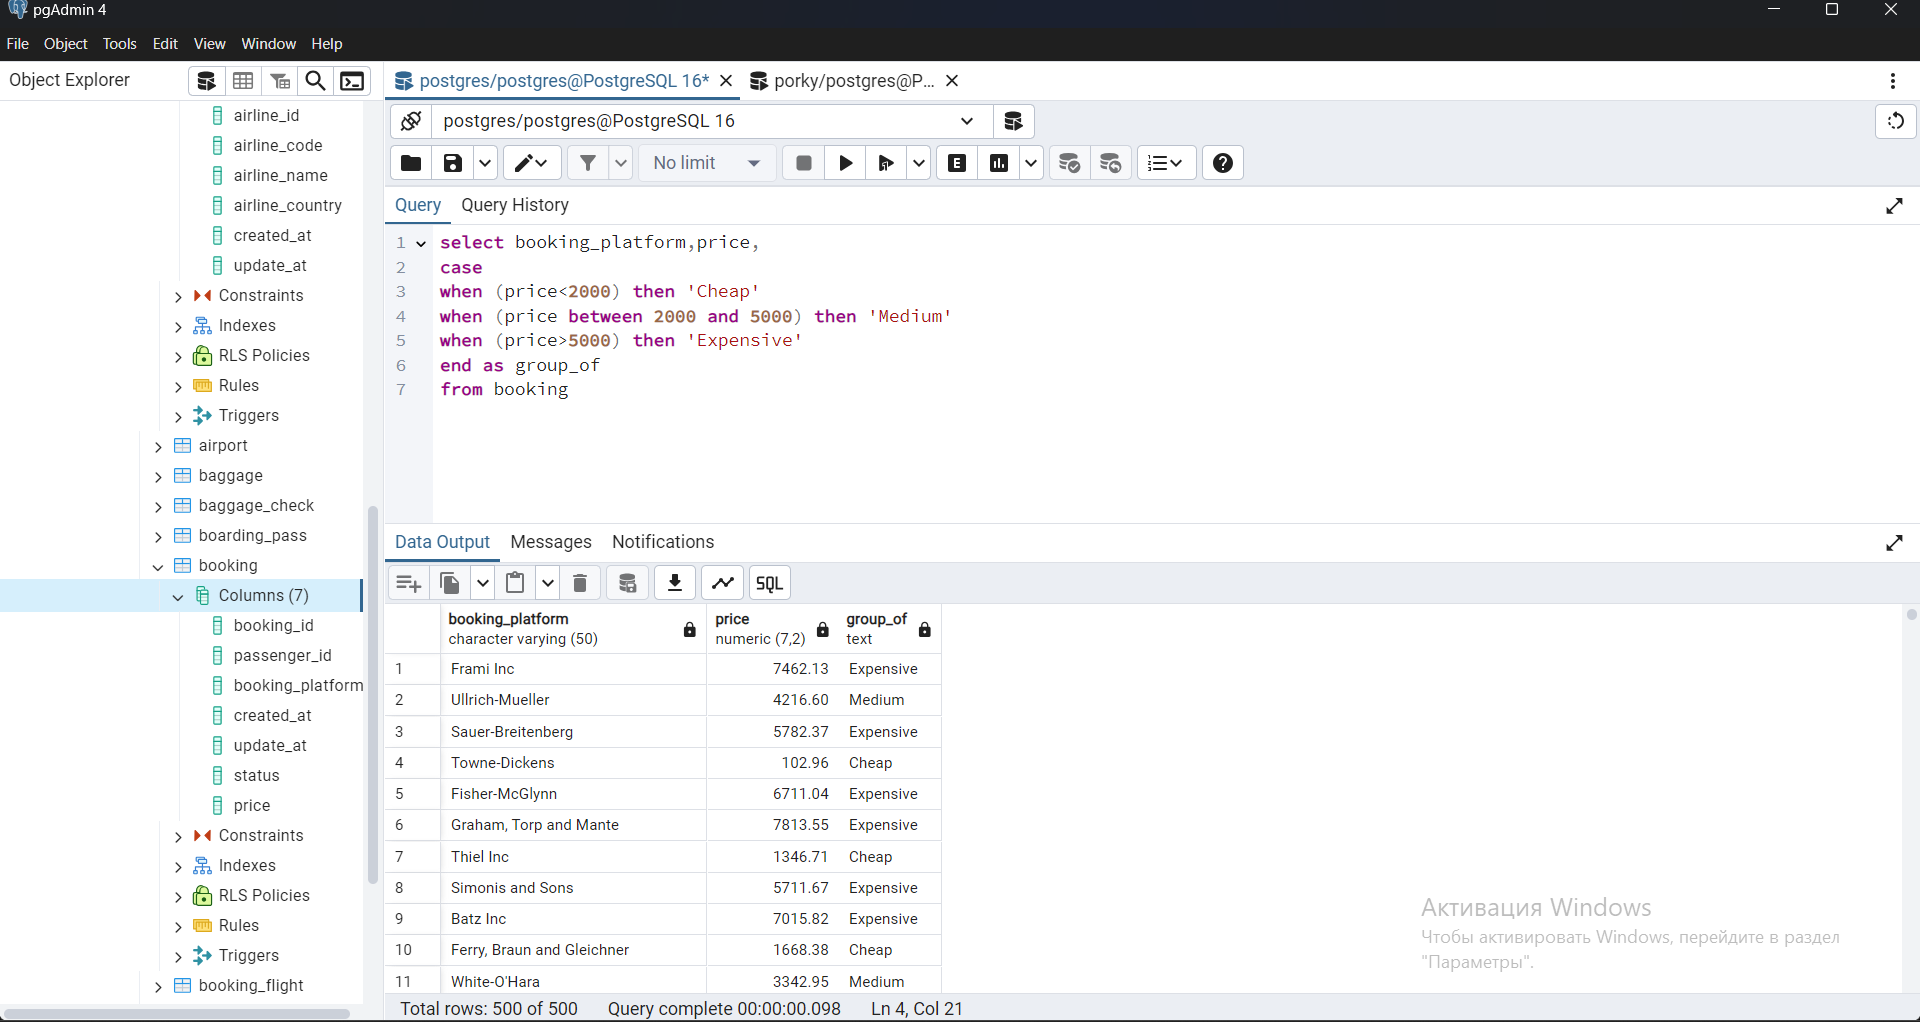 pgAdmin 4
File Object Tools Edit View Window Help
Object Explorer
postgres/postgres@PostgreSQL 16*
porky/postgres@P...
postgres/postgres@PostgreSQL 16
No limit
E
Query Query History
1 select booking_platform,price,
2 case
3 when (price<2000) then 'Cheap'
4 when (price between 2000 and 5000) then 'Medium'
5 when (price>5000) then 'Expensive'
6 end as group_of
7 from booking
airline_id
airline_code
airline_name
airline_country
created_at
update_at
Constraints
Indexes
RLS Policies
Rules
Triggers
airport
baggage
baggage_check
boarding_pass
booking
Columns (7)
booking_id
passenger_id
booking_platform
created_at
update_at
status
price
Constraints
Indexes
RLS Policies
Rules
Triggers
booking_flight
Data Output Messages Notifications
SQL
booking_platform price group_of
character varying (50) numeric (7,2) text
1 Frami Inc 7462.13 Expensive
2 Ullrich-Mueller 4216.60 Medium
3 Sauer-Breitenberg 5782.37 Expensive
4 Towne-Dickens 102.96 Cheap
5 Fisher-McGlynn 6711.04 Expensive
6 Graham, Torp and Mante 7813.55 Expensive
7 Thiel Inc 1346.71 Cheap
8 Simonis and Sons 5711.67 Expensive
9 Batz Inc 7015.82 Expensive
10 Ferry, Braun and Gleichner 1668.38 Cheap
11 White-O'Hara 3342.95 Medium
Активация Windows
Чтобы активировать Windows, перейдите в раздел
"Параметры".
Total rows: 500 of 500 Query complete 00:00:00.098 Ln 4, Col 21